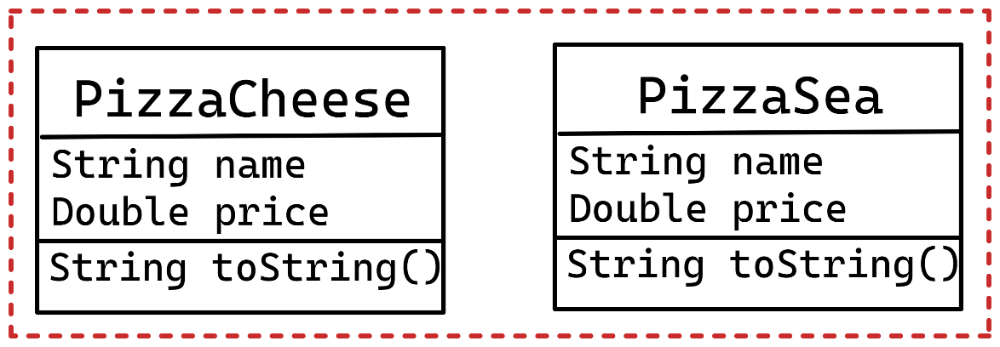 PizzaCheese
String name
Double price
String toString()
PizzaSea
String name
Double price
String toString()